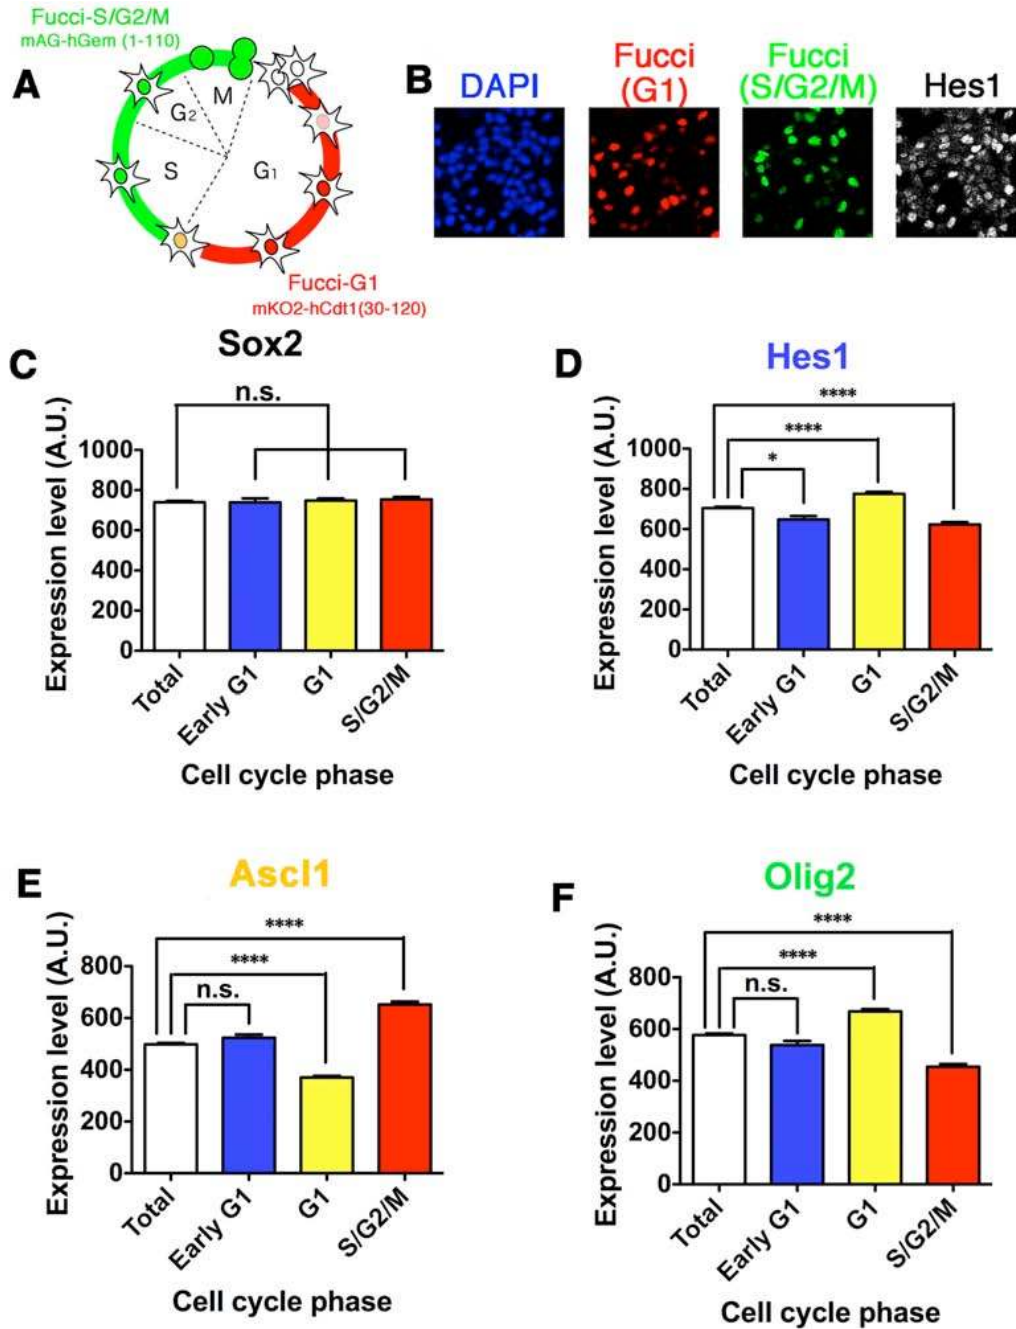 Fucci-S/G2/M
mAG-hGem (1-110)
A
M
G2
S
G1
Fucci-G1
mKO2-hCdt1(30-120)
B
DAPI
Fucci
(G1)
Fucci
(S/G2/M)
Hes1
C
Sox2
n.s.
Expression level (A.U.)
1000
800
600
400
200
0
Total
Early G1
G1
S/G2/M
Cell cycle phase
D
Hes1
****
****
*
Expression level (A.U.)
1000
800
600
400
200
0
Total
Early G1
G1
S/G2/M
Cell cycle phase
E
Ascl1
****
****
n.s.
Expression level (A.U.)
800
600
400
200
0
Total
Early G1
G1
S/G2/M
Cell cycle phase
F
Olig2
****
****
n.s.
Expression level (A.U.)
800
600
400
200
0
Total
Early G1
G1
S/G2/M
Cell cycle phase